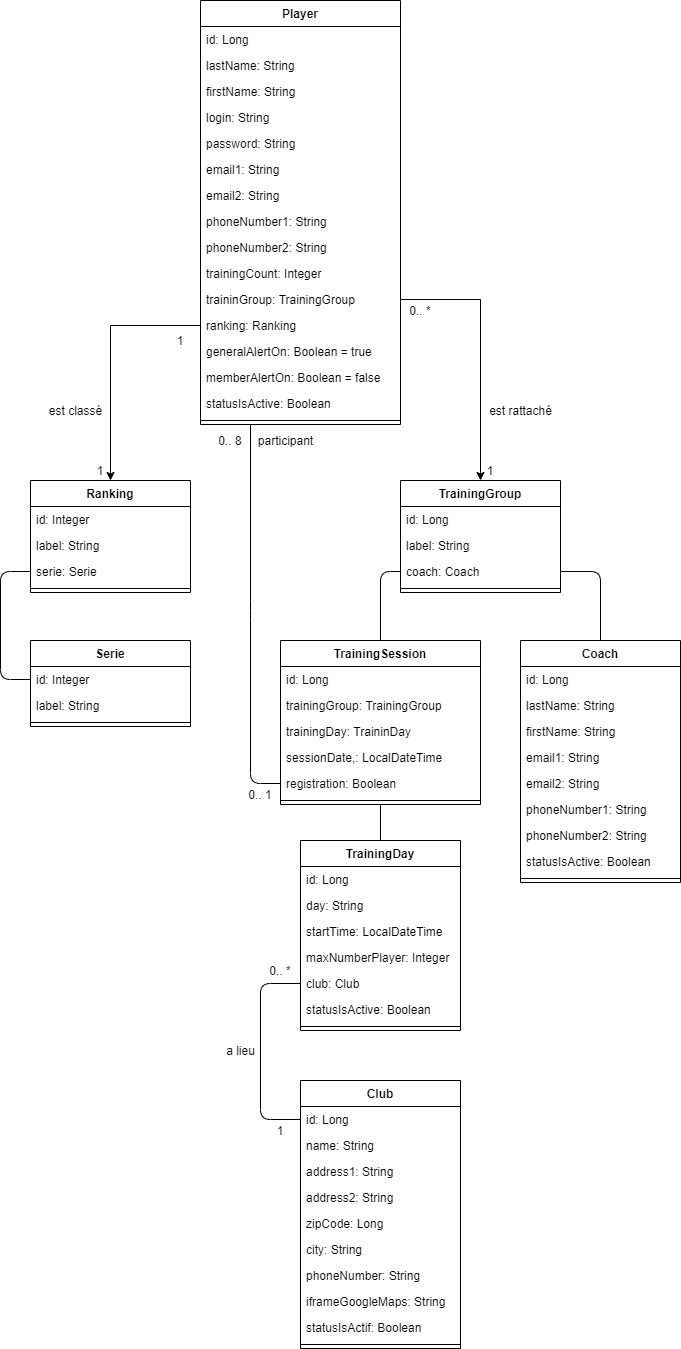 Player
id: Long
lastName: String
firstName: String
login: String
password: String
email1: String
email2: String
phoneNumber1: String
phoneNumber2: String
trainingCount: Integer
traininGroup: TrainingGroup
ranking: Ranking
generalAlertOn: Boolean = true
memberAlertOn: Boolean = false
statusIsActive: Boolean
0.. *
1
est classé
est rattaché
0.. 8 participant
1
1
Ranking
id: Integer
label: String
serie: Serie
TrainingGroup
id: Long
label: String
coach: Coach
Serie
id: Integer
label: String
TrainingSession
id: Long
trainingGroup: TrainingGroup
trainingDay: TraininDay
sessionDate,: LocalDateTime
registration: Boolean
0.. 1
Coach
id: Long
lastName: String
firstName: String
email1: String
email2: String
phoneNumber1: String
phoneNumber2: String
statusIsActive: Boolean
TrainingDay
id: Long
day: String
startTime: LocalDateTime
maxNumberPlayer: Integer
club: Club
statusIsActive: Boolean
0.. *
a lieu
1
Club
id: Long
name: String
address1: String
address2: String
zipCode: Long
city: String
phoneNumber: String
iframeGoogleMaps: String
statusIsActif: Boolean